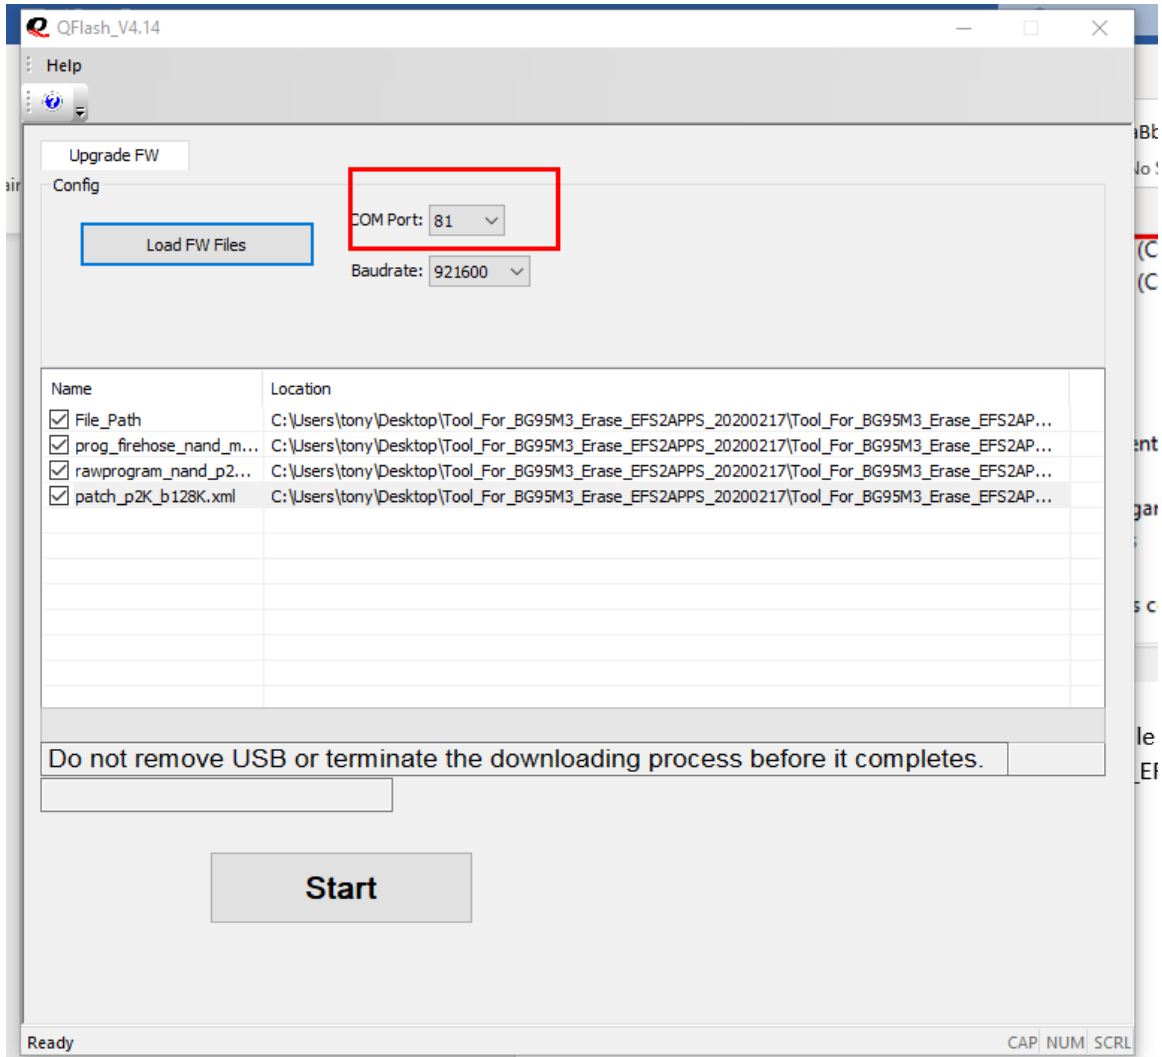 QFlash_V4.14
Help
Upgrade FW
Config
Load FW Files
COM Port: 81
Baudrate: 921600
Name Location
File_Path C:\Users\tony\Desktop\Tool_For_BG95M3_Erase_EFS2APPS_20200217\Tool_For_BG95M3_Erase_EFS2AP...
prog_firehose_nand_m... C:\Users\tony\Desktop\Tool_For_BG95M3_Erase_EFS2APPS_20200217\Tool_For_BG95M3_Erase_EFS2AP...
rawprogram_nand_p2... C:\Users\tony\Desktop\Tool_For_BG95M3_Erase_EFS2APPS_20200217\Tool_For_BG95M3_Erase_EFS2AP...
patch_p2K_b128K.xml C:\Users\tony\Desktop\Tool_For_BG95M3_Erase_EFS2APPS_20200217\Tool_For_BG95M3_Erase_EFS2AP...
Do not remove USB or terminate the downloading process before it completes.
Start
Ready CAP NUM SCRL